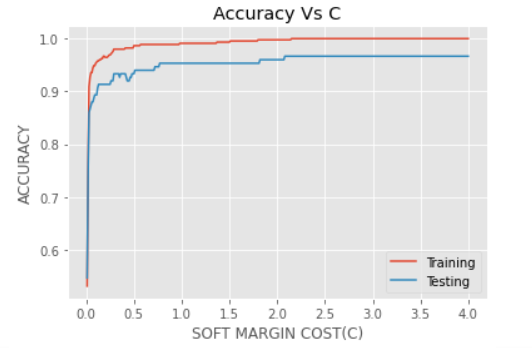 Accuracy Vs C
1.0
0.9
0.8
0.7
0.6
ACCURACY
0.0 0.5 1.0 1.5 2.0 2.5 3.0 3.5 4.0
SOFT MARGIN COST(C)
Training
Testing